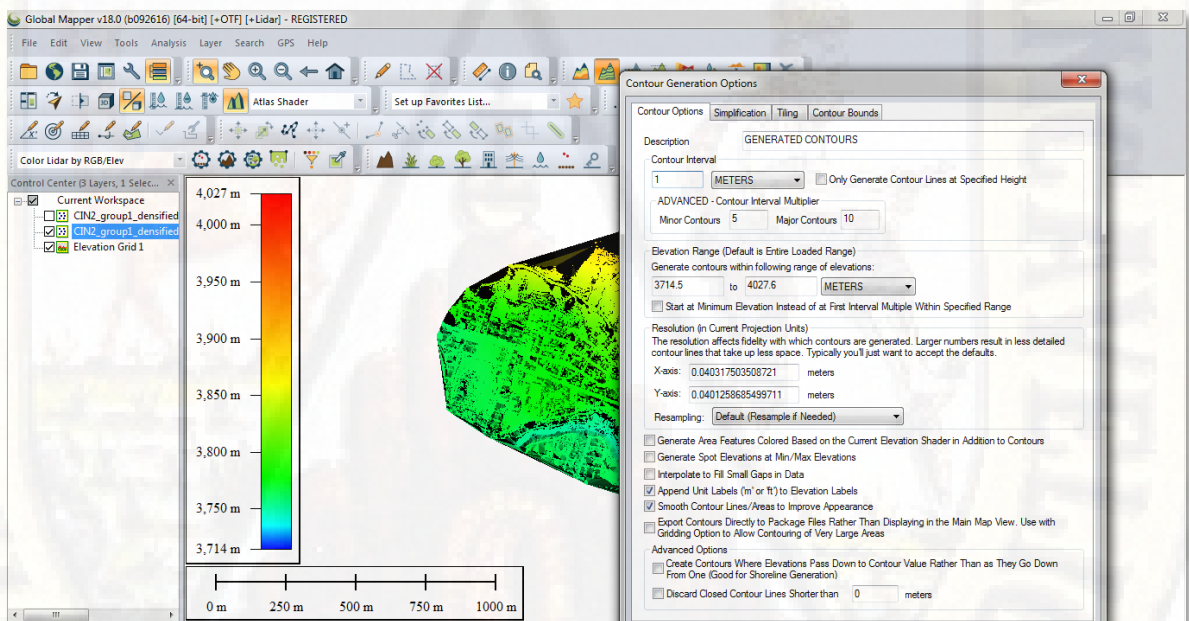 Global Mapper v18.0 (b092616) [64-bit] [+OTF] [+Lidar] - REGISTERED
File Edit View Tools Analysis Layer Search GPS Help
Atlas Shader
Set up Favorites List...
Color Lidar by RGB/Elev
Control Center (3 Layers, 1 Selec...
Current Workspace
CIN2_group1_densified
CIN2_group1_densified
Elevation Grid 1
4,027 m
4,000 m
3,950 m
3,900 m
3,850 m
3,800 m
3,750 m
3,714 m
0 m 250 m 500 m 750 m 1000 m
Contour Generation Options
Contour Options Simplification Tiling Contour Bounds
Description GENERATED CONTOURS
Contour Interval
1 METERS Only Generate Contour Lines at Specified Height
ADVANCED - Contour Interval Multiplier
Minor Contours 5 Major Contours 10
Elevation Range (Default is Entire Loaded Range)
Generate contours within following range of elevations:
3714.5 to 4027.6 METERS
Start at Minimum Elevation Instead of at First Interval Multiple Within Specified Range
Resolution (in Current Projection Units)
The resolution affects fidelity with which contours are generated. Larger numbers result in less detailed
contour lines that take up less space. Typically you'll just want to accept the defaults.
X-axis: 0.040317503508721 meters
Y-axis: 0.0401258685499711 meters
Resampling: Default (Resample if Needed)
Generate Area Features Colored Based on the Current Elevation Shader in Addition to Contours
Generate Spot Elevations at Min/Max Elevations
Interpolate to Fill Small Gaps in Data
Append Unit Labels ('m' or ft') to Elevation Labels
Smooth Contour Lines/Areas to Improve Appearance
Export Contours Directly to Package Files Rather Than Displaying in the Main Map View. Use with
Gridding Option to Allow Contouring of Very Large Areas
Advanced Options
Create Contours Where Elevations Pass Down to Contour Value Rather Than as They Go Down
From One (Good for Shoreline Generation)
Discard Closed Contour Lines Shorter than 0 meters